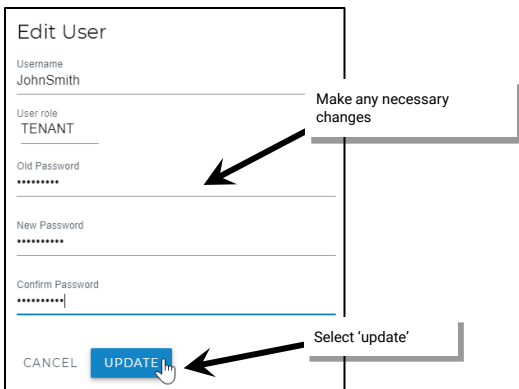 Edit User
Username
JohnSmith
User role
TENANT
Old Password
•••••••••
New Password
••••••••••
Confirm Password
••••••••••
CANCEL UPDATE
Make any necessary
changes
Select ‘update’